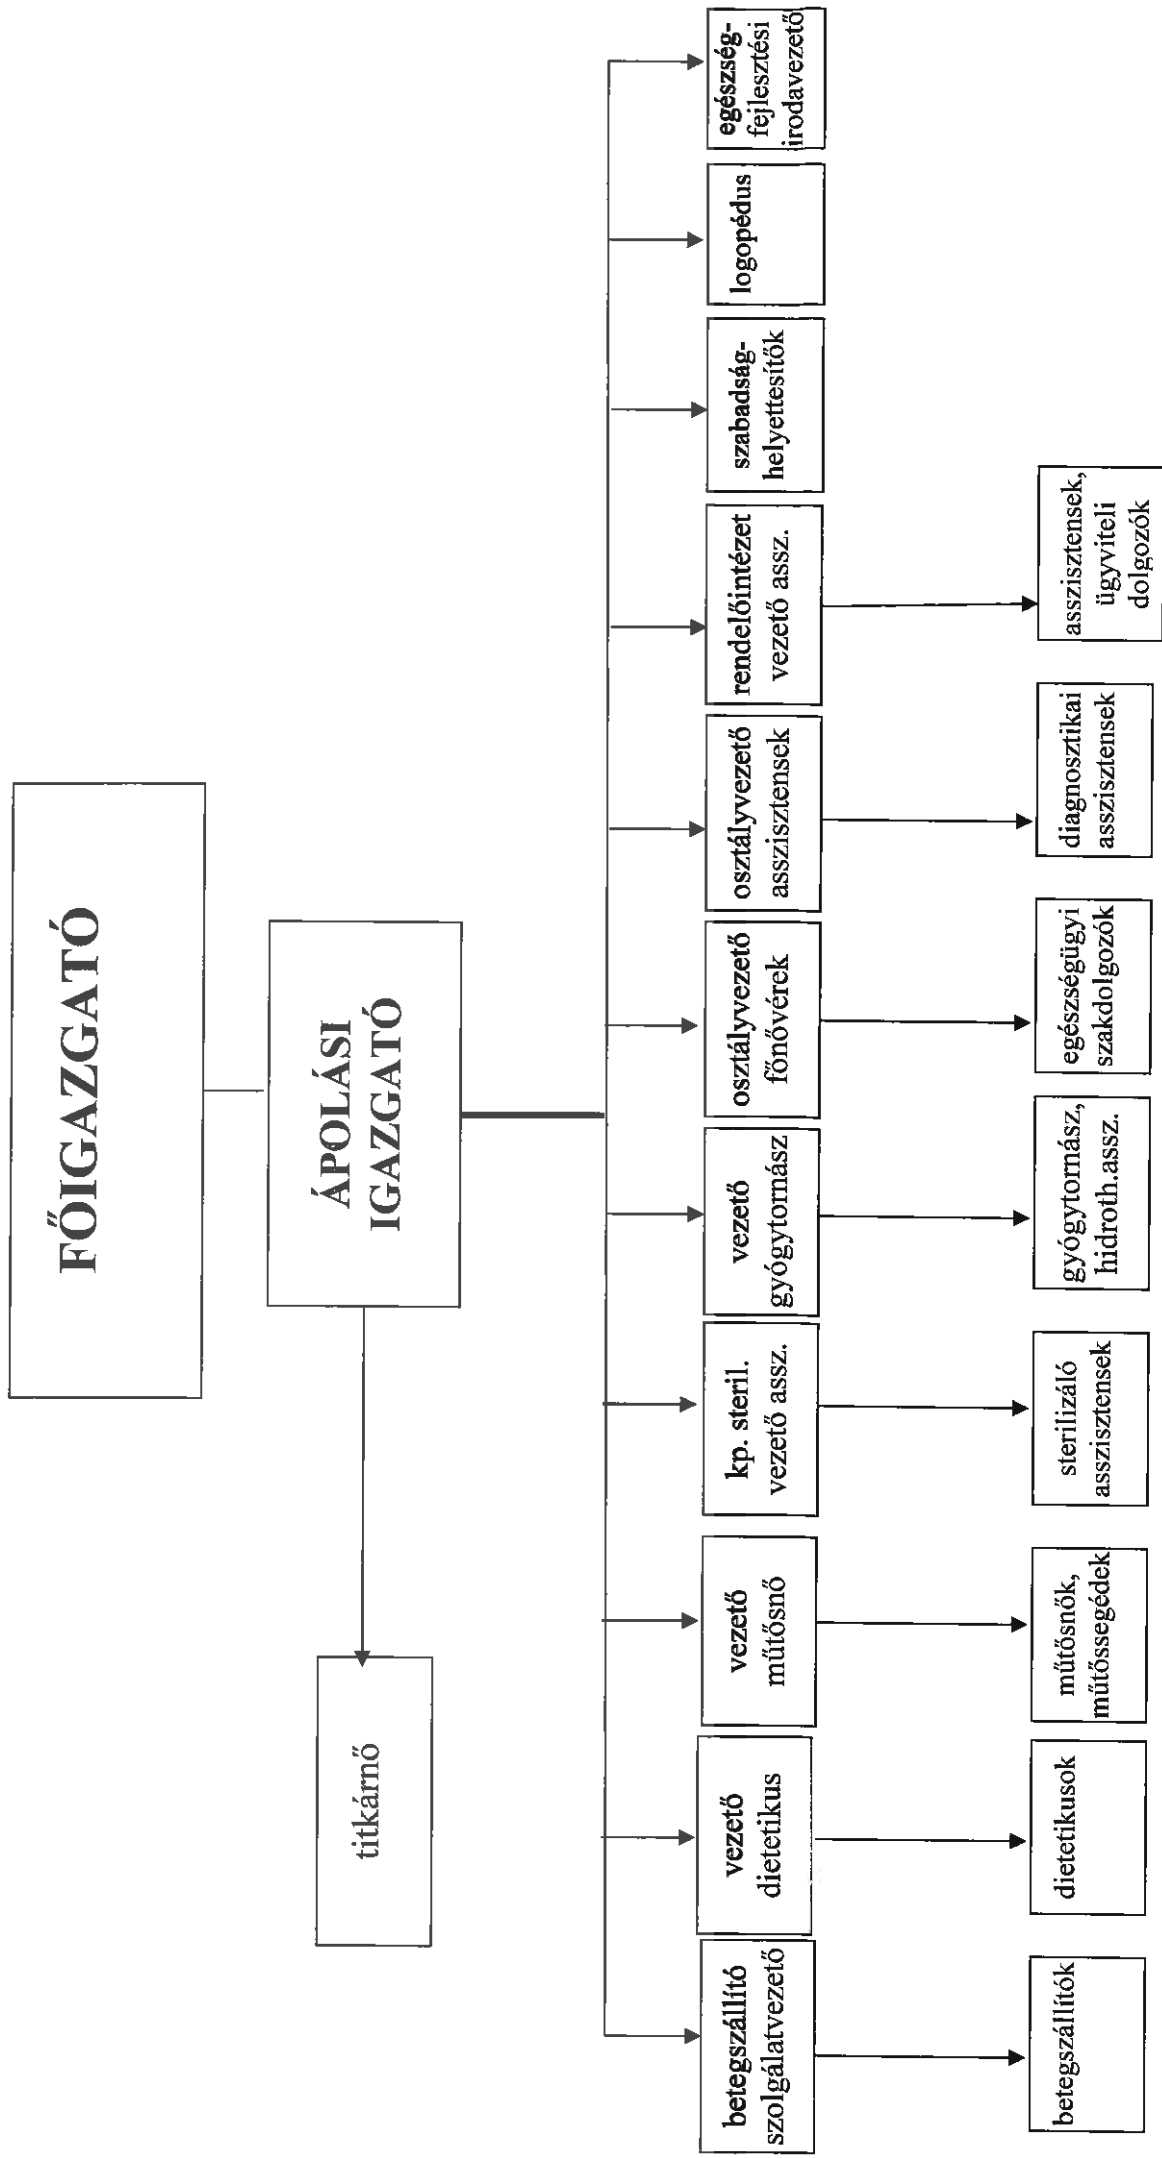 FŐIGAZGATÓ
ÁPOLÁSI
IGAZGATÓ
titkárnő
betegszállító
szolgálatvezető
vezető
dietetikus
vezető
műtősnő
kp. steril.
vezető assz.
vezető
gyógytornász
osztályvezető
főnővérek
osztályvezető
asszisztensek
rendelőintézet
vezető assz.
szabadság-
helyettesítők
logopédus
egészség-
fejlesztési
irodavezető
betegszállítók
dietetikusok
műtősnők,
műtőssegédek
sterilizáló
asszisztensek
gyógytornász,
hidroth.assz.
egészségügyi
szakdolgozók
diagnosztikai
asszisztensek
asszisztensek,
ügyviteli
dolgozók